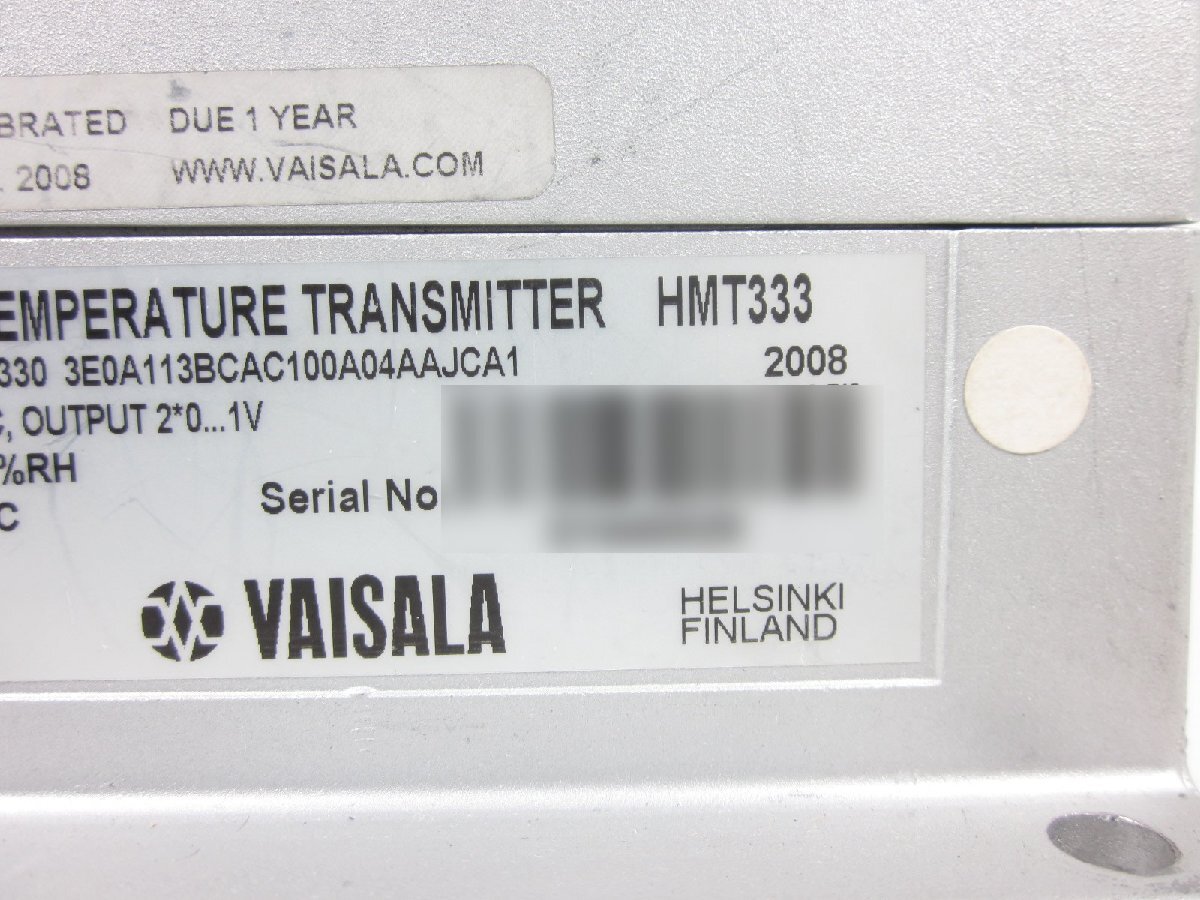 BRATED DUE 1 YEAR
. 2008 WWW.VAISALA.COM
EMPERATURE TRANSMITTER HMT333
330 3E0A113BCAC100A04AAJCA1 2008
C, OUTPUT 2*0...1V
%RH
Serial No
C
VAISALA
HELSINKI
FINLAND